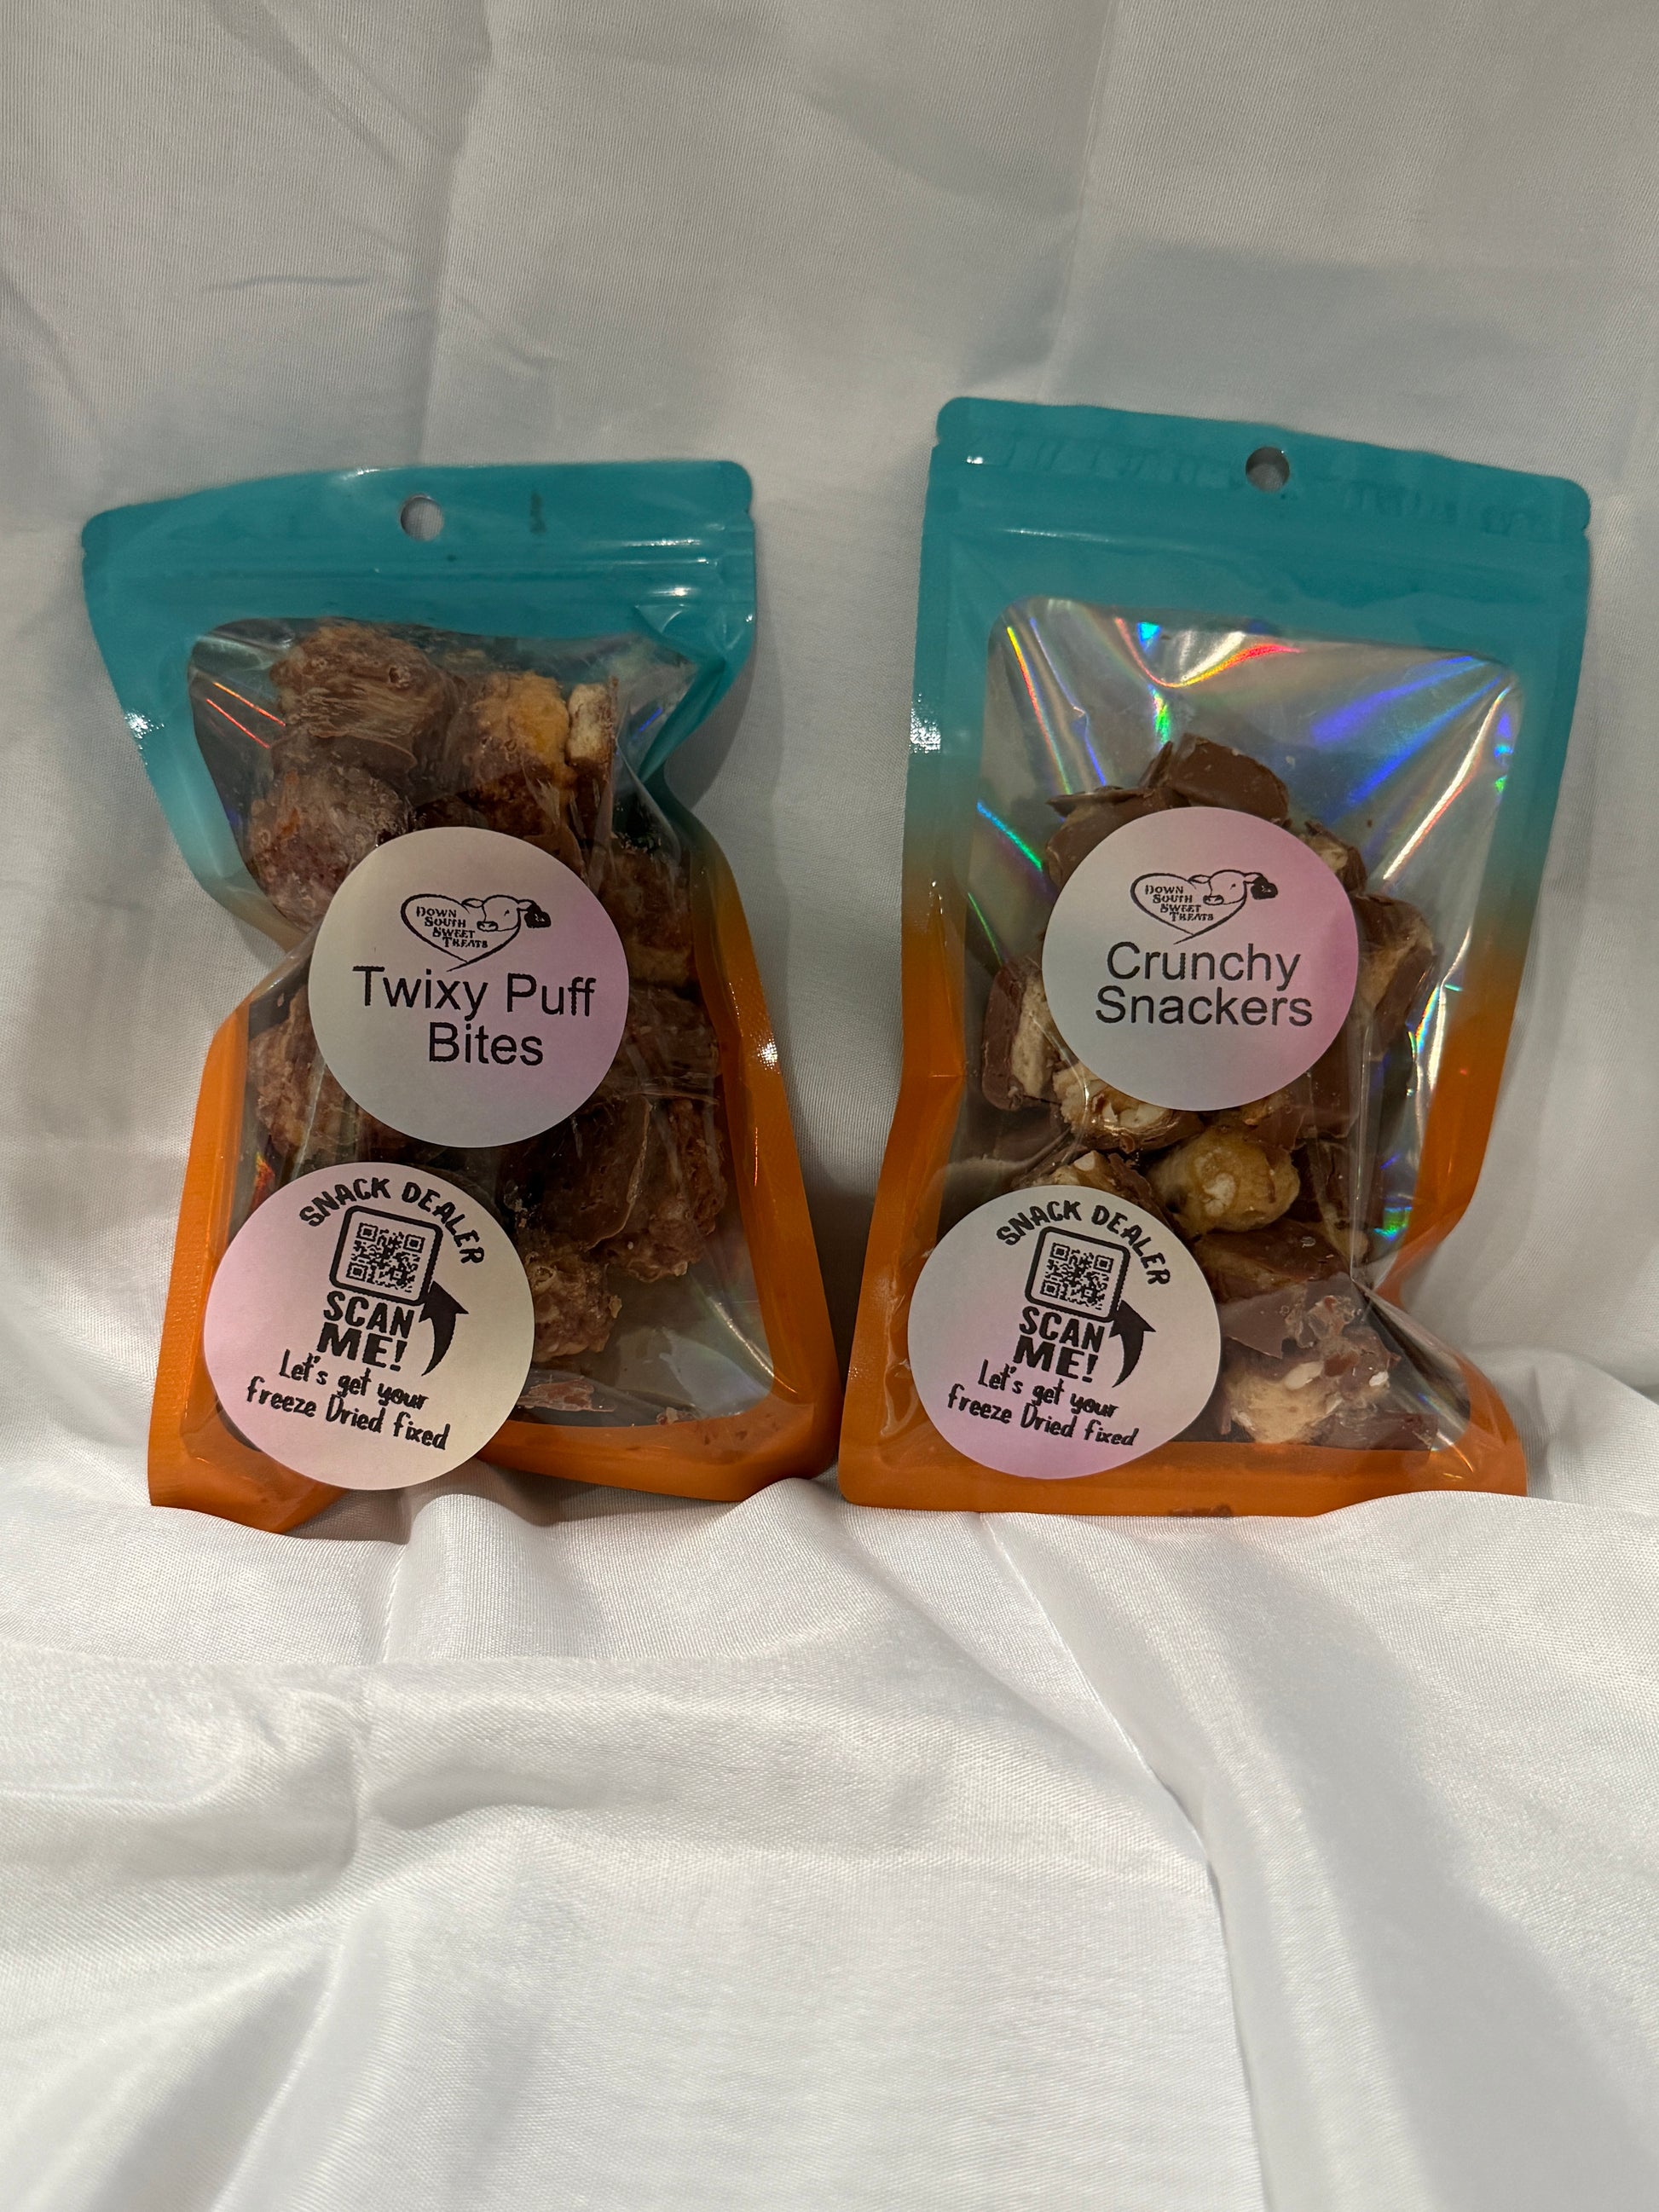 DOWN
SOUTH
SWEET
TREATS
Twixy Puff
Bites
SNACK DEALER
SCAN
ME!
Let's get your
freeze Dried fixed
DOWN
SOUTH
SWEET
TREATS
Crunchy
Snackers
SNACK DEALER
SCAN
ME!
Let's get your
freeze Dried fixed